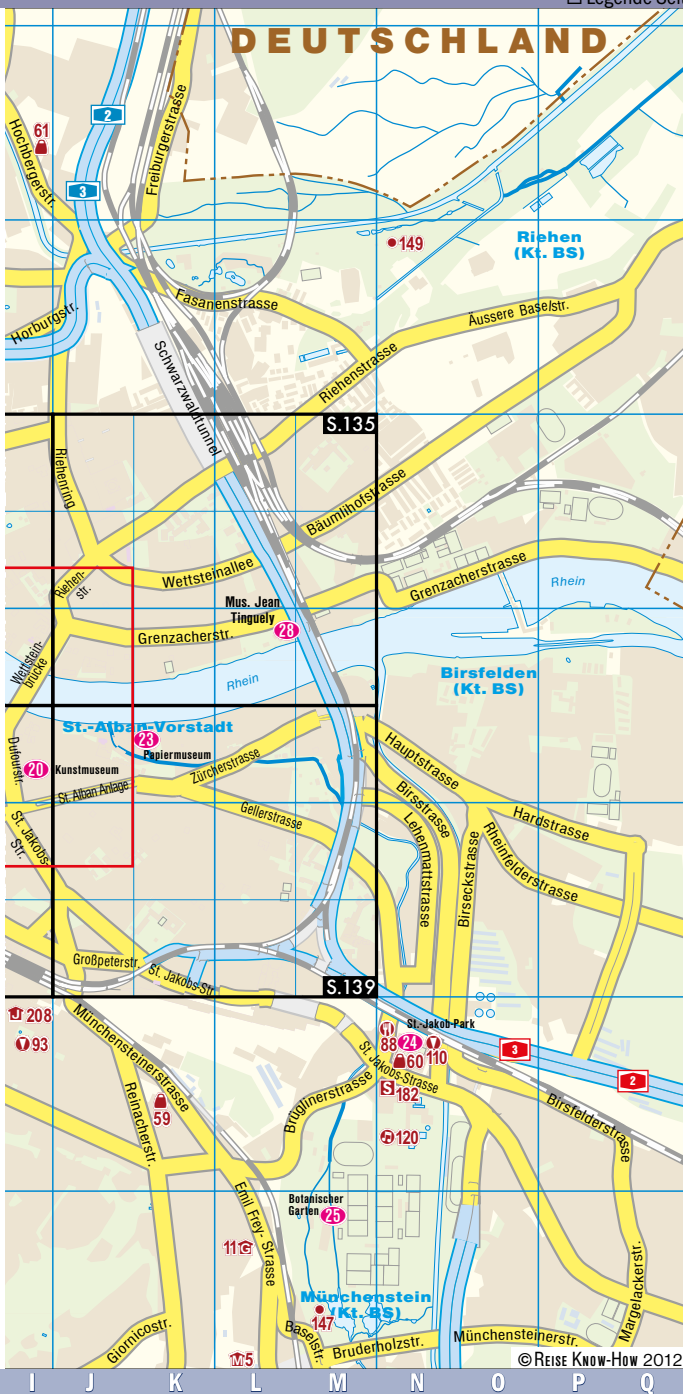 Legende Seit
DEUTSCHLAND
61
Hochbergerstr.
2
Freiburgerstrasse
3
149
Riehen
(Kt. BS)
Fasanenstrasse
Horburgstr.
Äussere Baselstr.
Schwarzwaldtunnel
Riehenstrasse
S.135
Riehenring
Bäumlihofstrasse
Wettsteinallee
Riehen-
str.
Grenzacherstrasse
Rhein
Mus. Jean
Tinguely
28
Grenzacherstr.
Wettstein-
brücke
Rhein
Birsfelden
(Kt. BS)
St.-Alban-Vorstadt
23
Papiermuseum
Dufourstr.
20
Kunstmuseum
Zürcherstrasse
St. Alban Anlage
Hauptstrasse
Birsstrasse
Gellerstrasse
Lehenmattstrasse
Hardstrasse
St. Jakobs-
Str.
Rheinfelderstrasse
Birseckstrasse
Großpeterstr.
St. Jakobs-Str.
S.139
208
93
Münchensteinerstrasse
St.-Jakob-Park
88
24
110
60
3
St. Jakobs-Strasse
2
182
59
Reinacherstr.
Brüglinerstrasse
Birsfelderstrasse
120
Emil Frey- Strasse
Botanischer
Garten
25
11 G
Margelackerstr.
Münchenstein
(Kt. BS)
147
Giornicostr.
M 5
Baselstr.
Bruderholzstr.
Münchensteinerstr.
© REISE KNOW-HOW 2012
I J K L M N O P Q